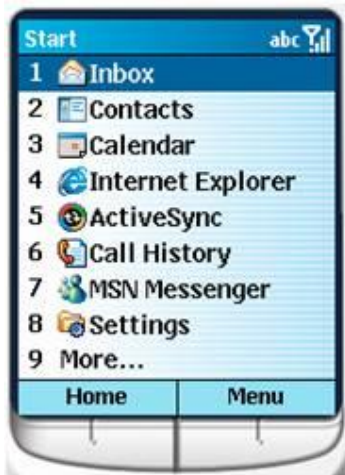 Start abc
1 Inbox
2 Contacts
3 Calendar
4 Internet Explorer
5 ActiveSync
6 Call History
7 MSN Messenger
8 Settings
9 More...
Home Menu